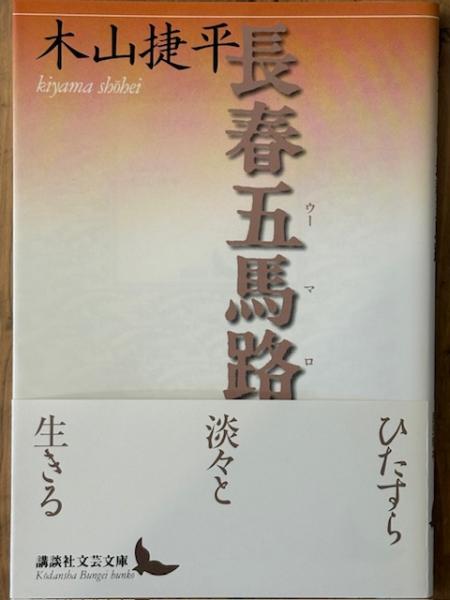 木山捷平
kiyama shōhei
長春五馬路
ウーマロ
ひたすら
淡々と
生きる
講談社文芸文庫
Kōdansha Bungei bunko